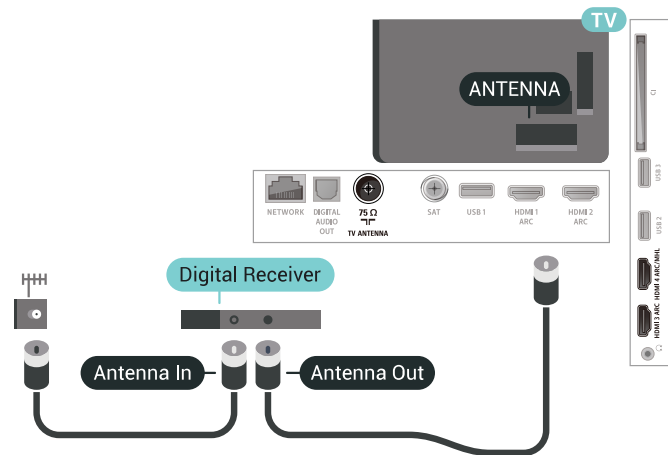 TV
ANTENNA
CI
USB 3
USB 2
HDMI 4 ARC/MHL
HDMI 3 ARC
NETWORK
DIGITAL
AUDIO
OUT
75 Ω
TV ANTENNA
SAT
USB 1
HDMI 1
ARC
HDMI 2
ARC
Digital Receiver
Antenna In
Antenna Out